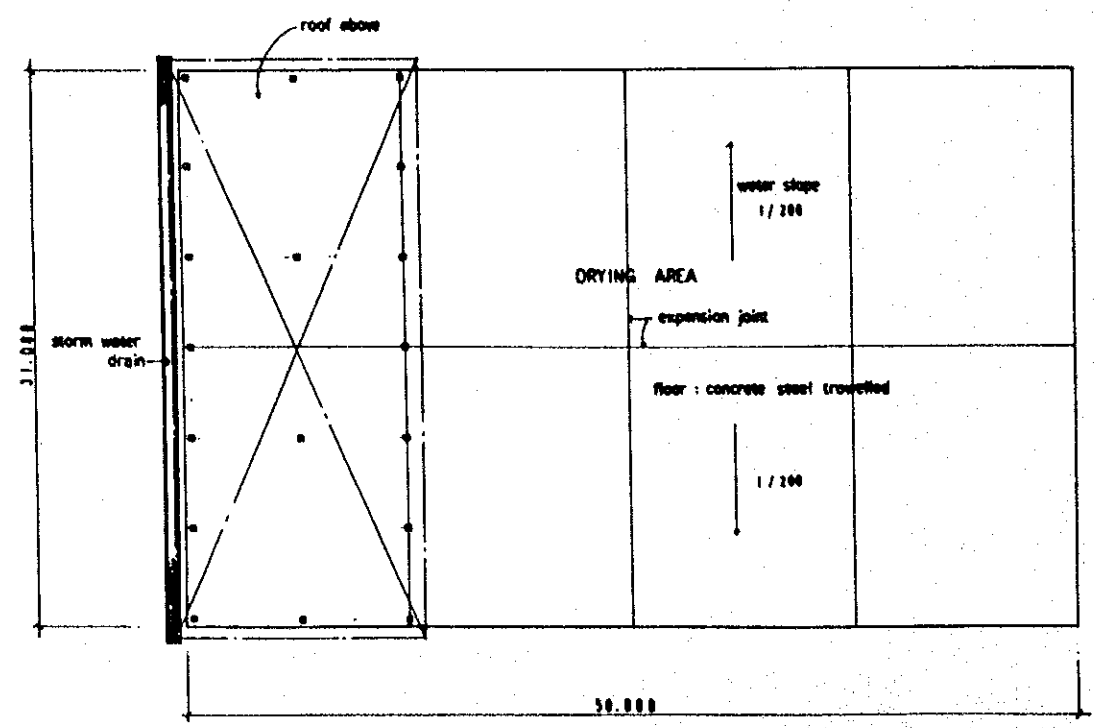 roof above
water slope
1/200
DRYING AREA
expansion joint
31.000
storm water
drain
floor : concrete steel trowelled
1/200
50.000